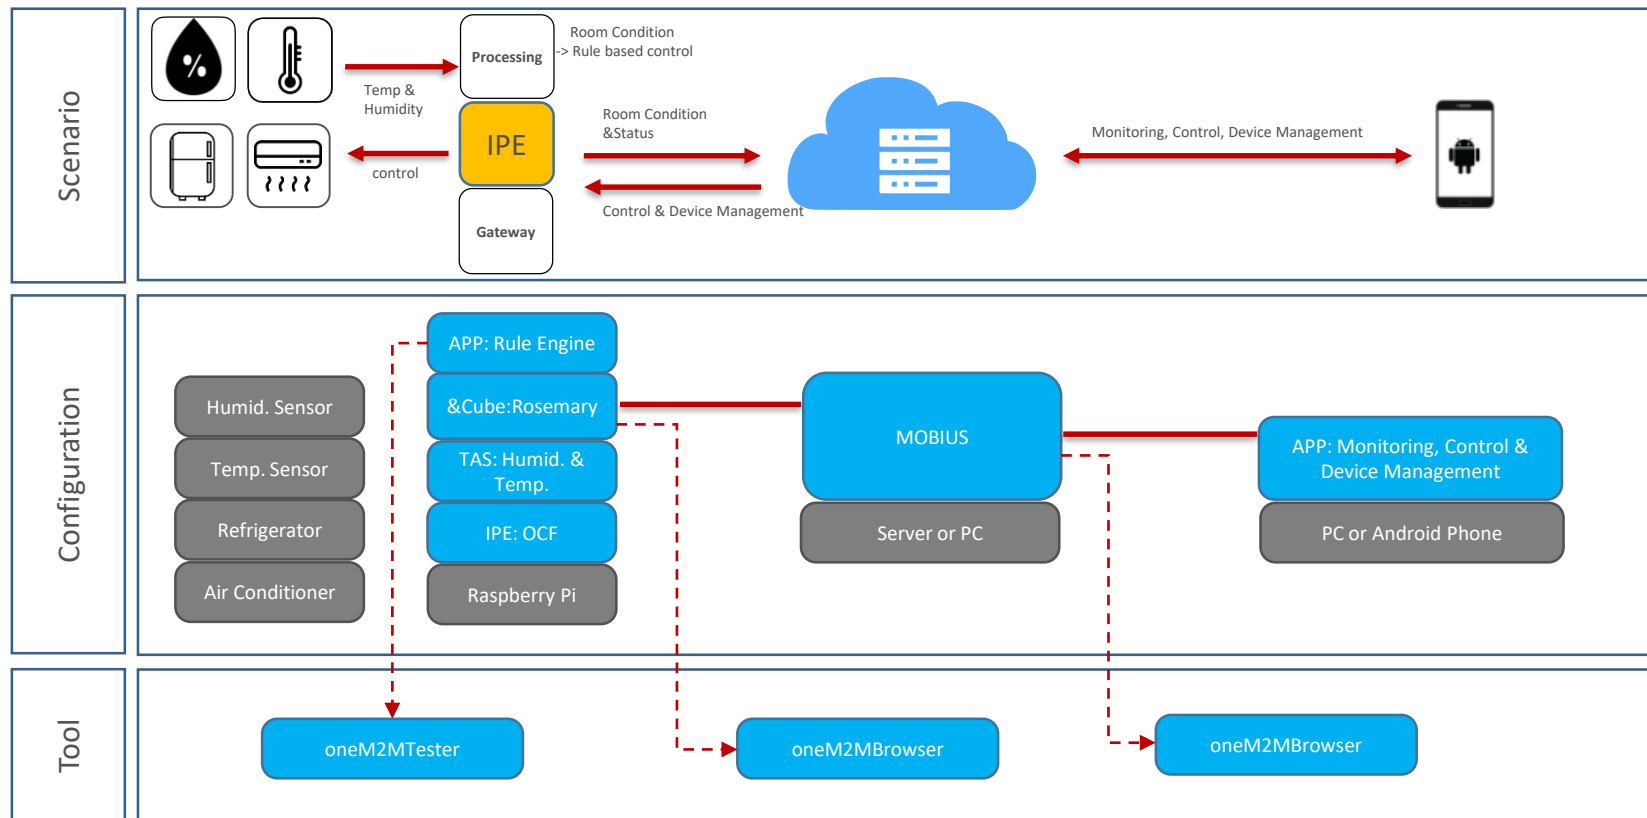 Scenario
%
Temp &
Humidity
control
Processing
IPE
Gateway
Room Condition
-> Rule based control
Room Condition
&Status
Control & Device Management
Monitoring, Control, Device Management
Configuration
Humid. Sensor
Temp. Sensor
Refrigerator
Air Conditioner
APP: Rule Engine
&Cube:Rosemary
TAS: Humid. &
Temp.
IPE: OCF
Raspberry Pi
MOBIUS
Server or PC
APP: Monitoring, Control &
Device Management
PC or Android Phone
Tool
oneM2MTester
oneM2MBrowser
oneM2MBrowser